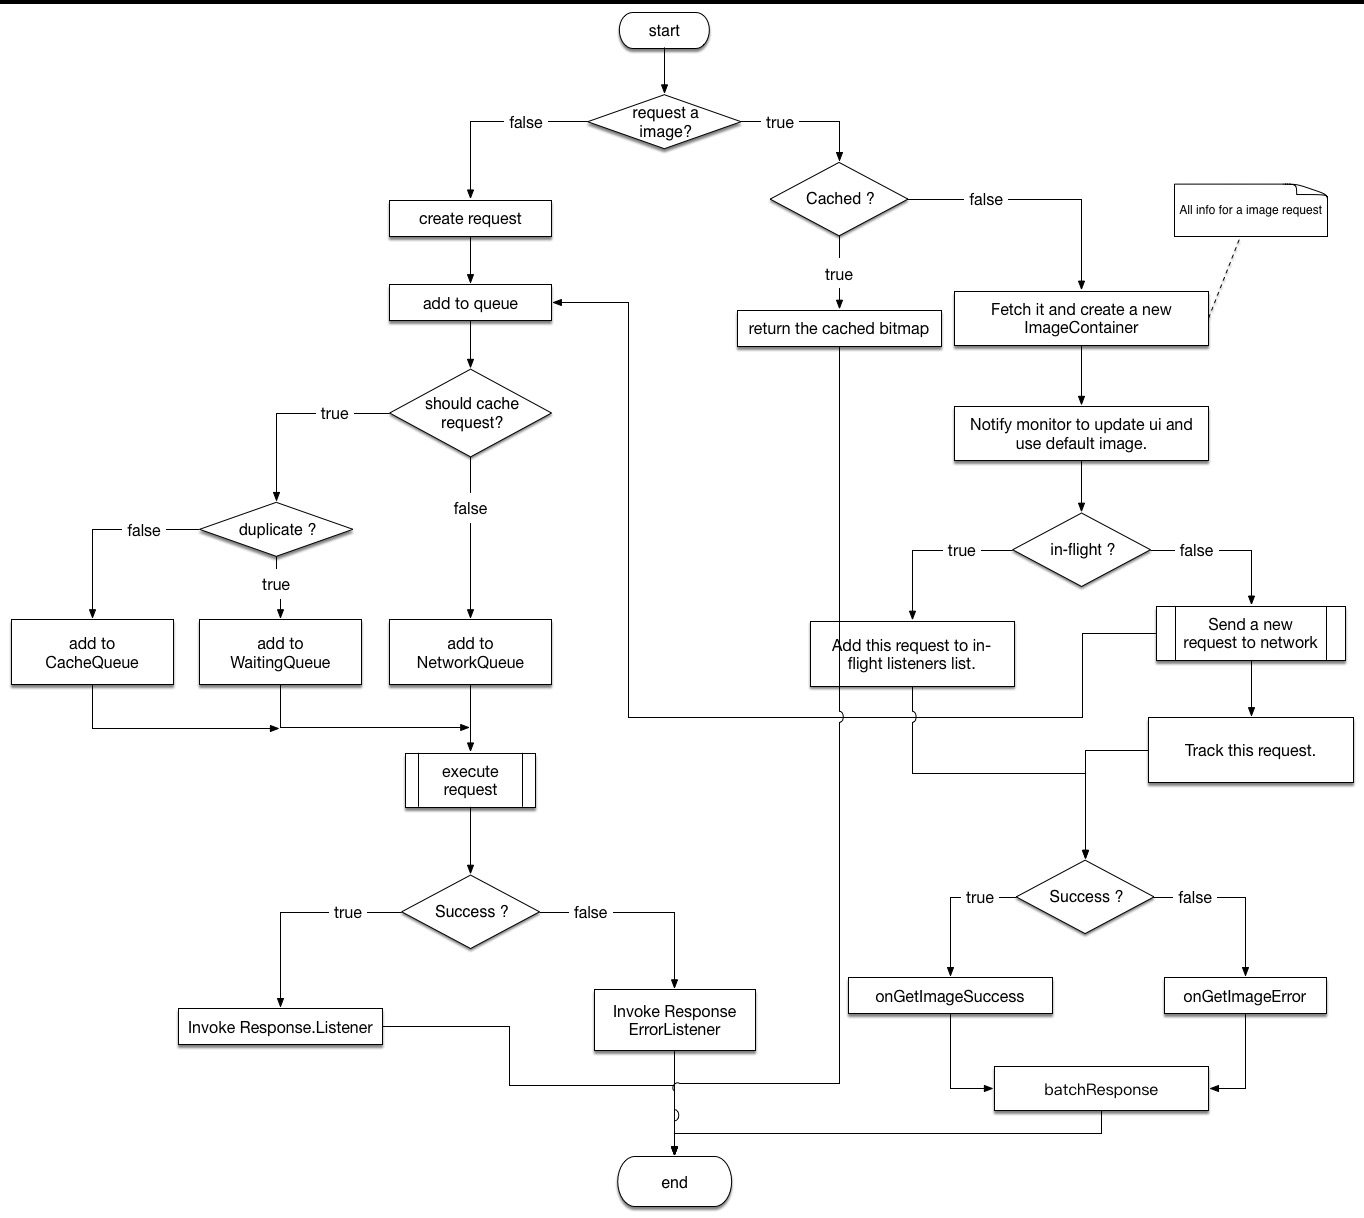 start
request a
image?
false
true
Cached ?
false
All info for a image request
create request
true
add to queue
return the cached bitmap
Fetch it and create a new
ImageContainer
should cache
request?
true
Notify monitor to update ui and
use default image.
false
duplicate ?
false
true
in-flight ?
true
false
add to
CacheQueue
add to
WaitingQueue
add to
NetworkQueue
Add this request to in-
flight listeners list.
Send a new
request to network
Track this request.
execute
request
Success ?
true
false
Success ?
true
false
Invoke Response.Listener
Invoke Response
ErrorListener
onGetImageSuccess
onGetImageError
batchResponse
end